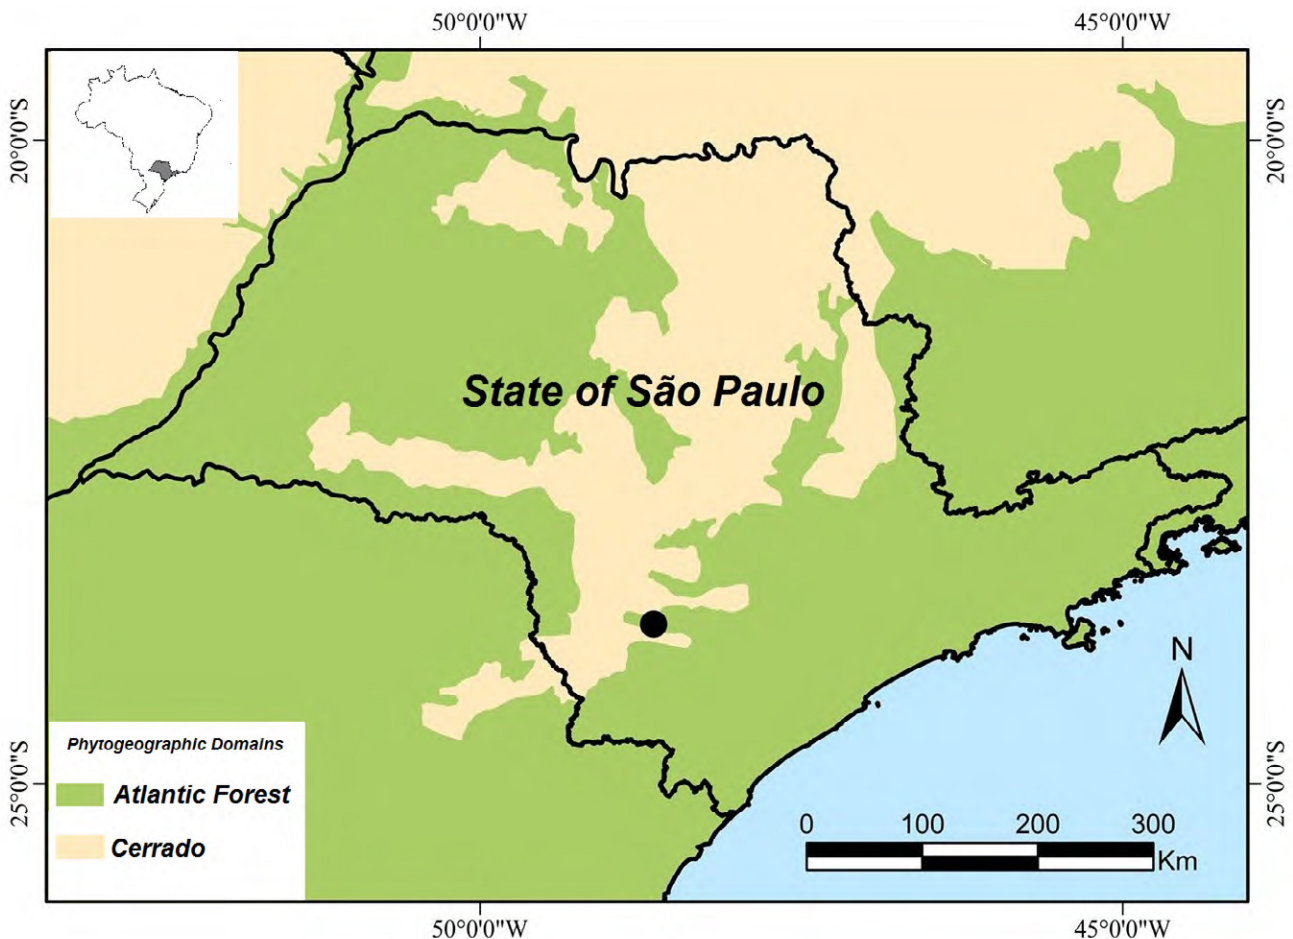 50°0'0"W 45°0'0"W
20°0'0"S 20°0'0"S
State of São Paulo
N
25°0'0"S 25°0'0"S
Phytogeographic Domains
Atlantic Forest
Cerrado
0 100 200 300
Km
50°0'0"W 45°0'0"W